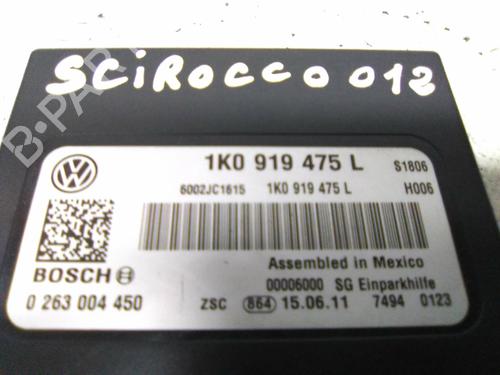 SCiROCCO 012
1K0 919 475 L S1806
6002JC1615 1K0 919 475 L H006
BOSCH
Assembled in Mexico
00006000 SG Einparkhilfe
0 263 004 450 ZSC 864 15.06.11 7494 0123
B-PARTS